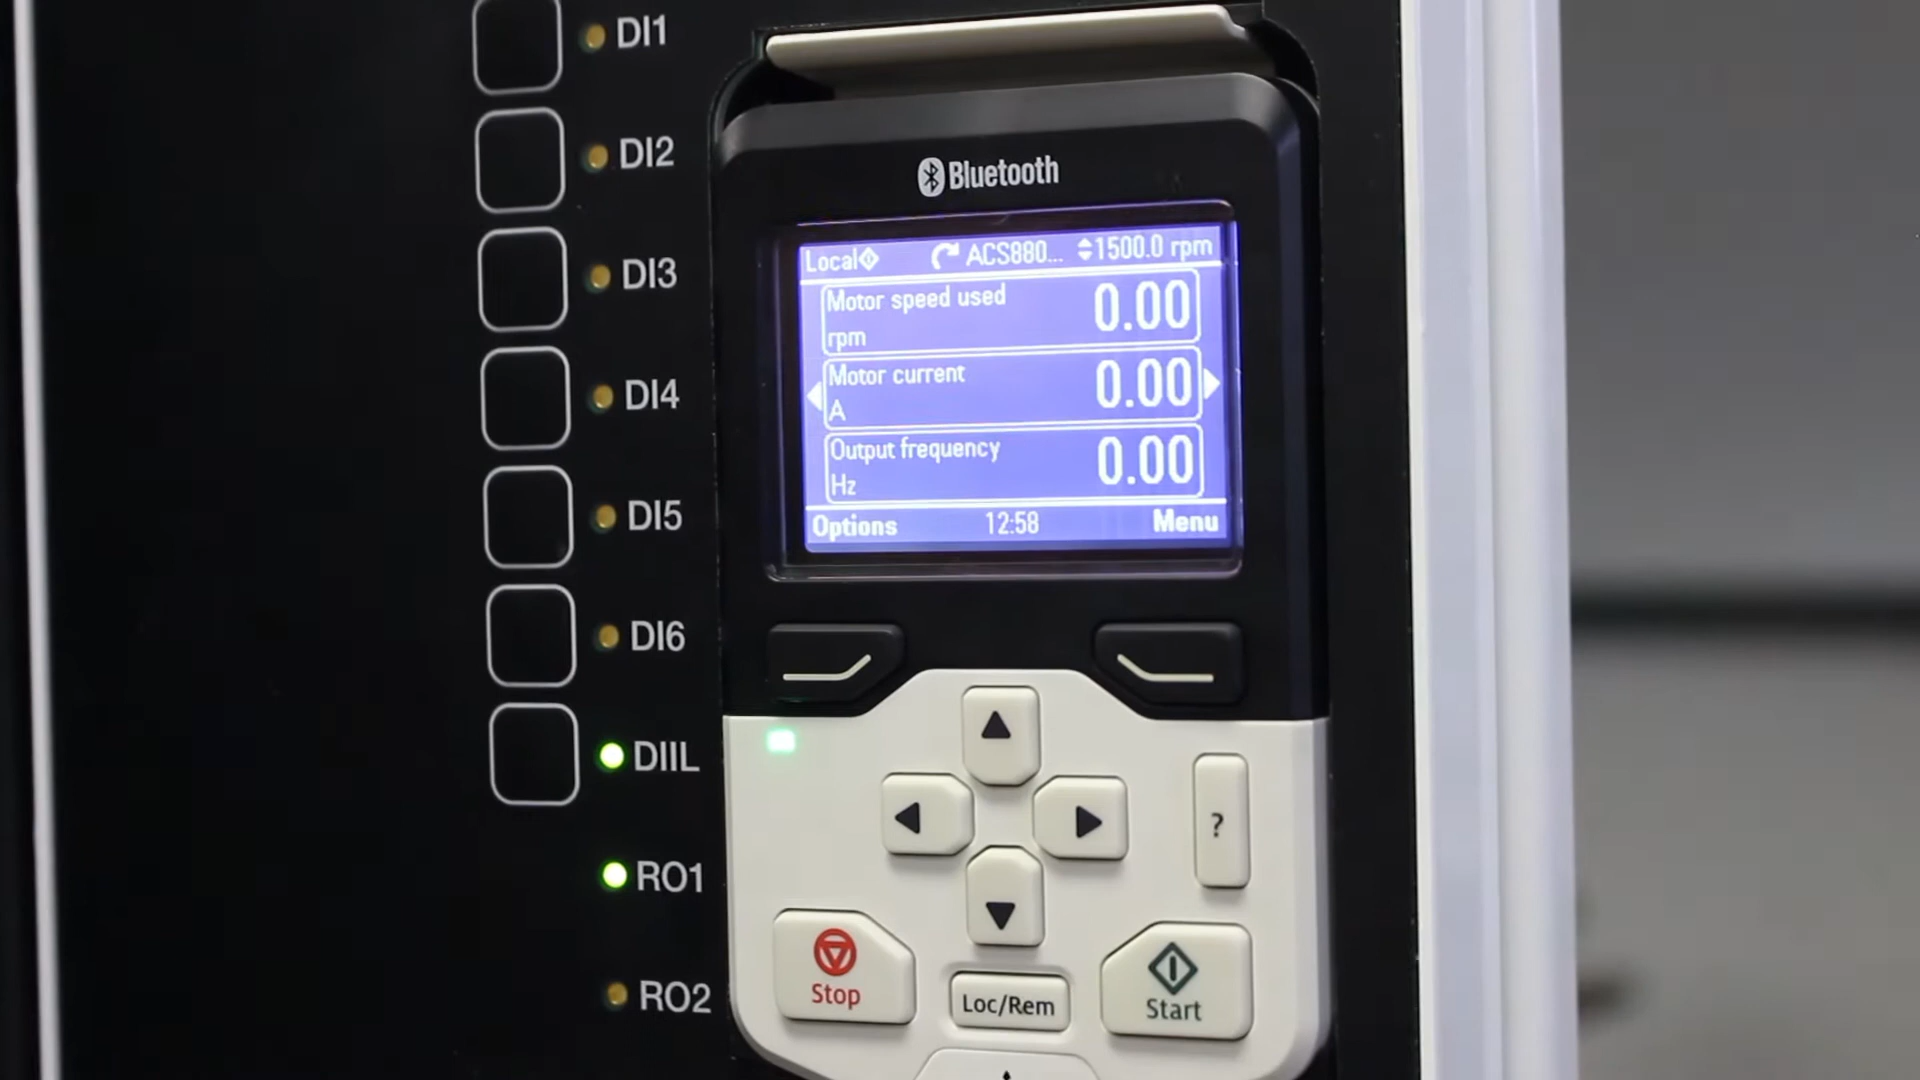 DI1
DI2
DI3
DI4
DI5
DI6
DIIL
RO1
RO2
Bluetooth
Local ACS880... 1500.0 rpm
Motor speed used 0.00
rpm
Motor current 0.00
A
Output frequency 0.00
Hz
Options 12:58 Menu
?
Stop
Loc/Rem
Start